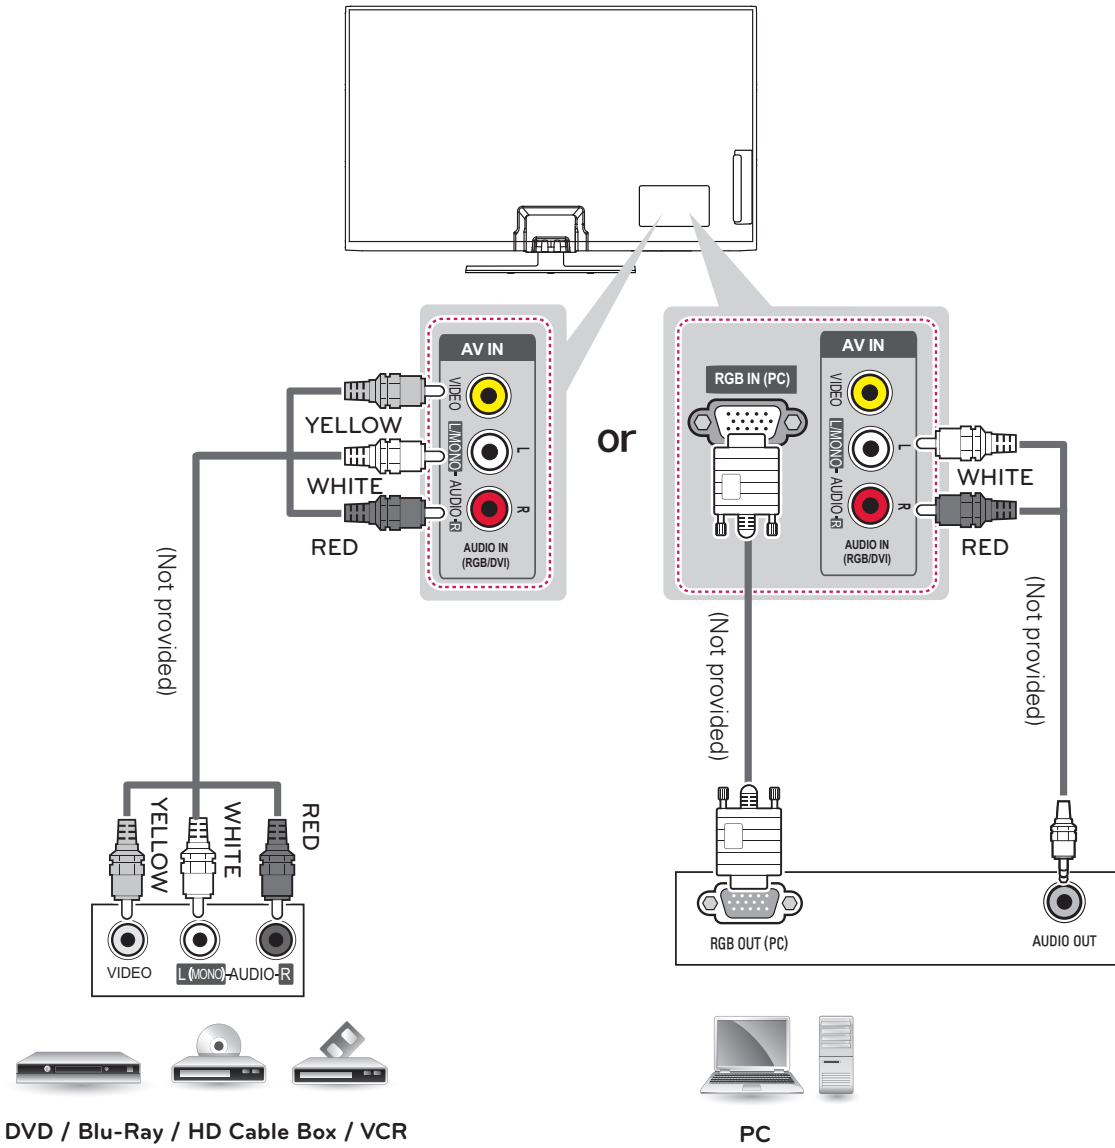 AV IN
VIDEO
L/MONO-AUDIO-R
L
R
AUDIO IN
(RGB/DVI)
YELLOW
WHITE
RED
(Not provided)
or
RGB IN (PC)
AV IN
VIDEO
L/MONO-AUDIO-R
L
R
AUDIO IN
(RGB/DVI)
WHITE
RED
(Not provided)
(Not provided)
YELLOW
WHITE
RED
VIDEO
L(MONO)-AUDIO-R
RGB OUT (PC)
AUDIO OUT
DVD / Blu-Ray / HD Cable Box / VCR
PC